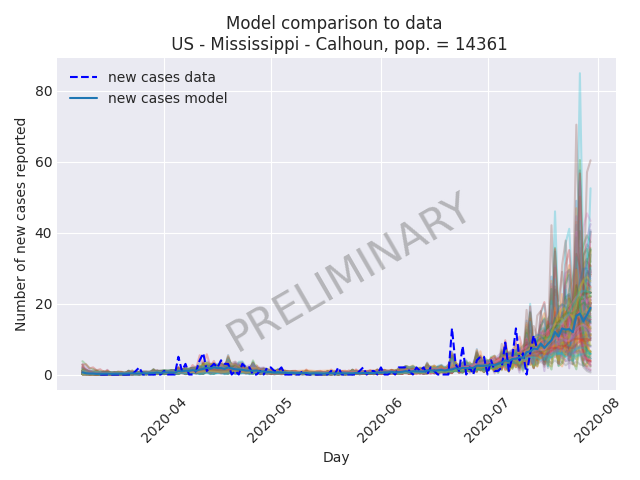 Model comparison to data
US - Mississippi - Calhoun, pop. = 14361
new cases data
new cases model
PRELIMINARY
Number of new cases reported
80
60
40
20
0
2020-04
2020-05
2020-06
2020-07
2020-08
Day